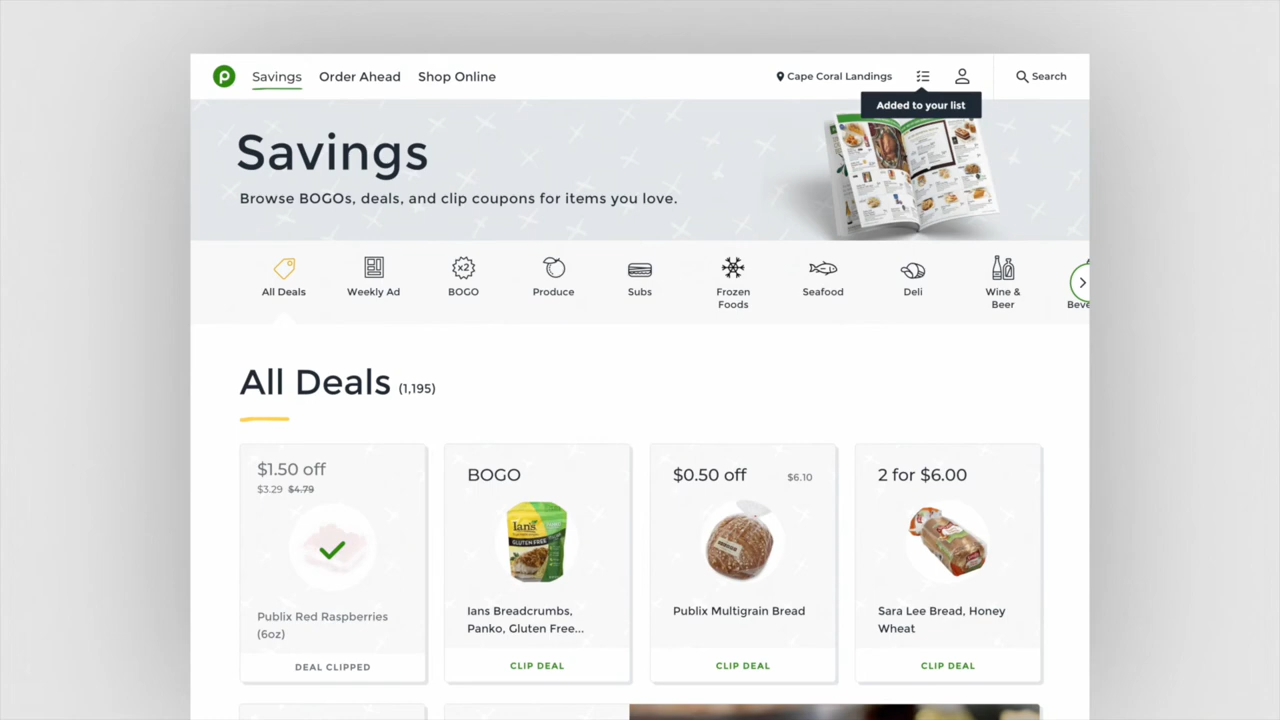 Savings
Order Ahead
Shop Online
Cape Coral Landings
Search
Added to your list
Savings
Browse BOGOs, deals, and clip coupons for items you love.
All Deals
Weekly Ad
x2
BOGO
Produce
Subs
Frozen
Foods
Seafood
Deli
Wine &
Beer
All Deals (1,195)
$1.50 off
$3.29 $4.79
Publix Red Raspberries
(6oz)
DEAL CLIPPED
BOGO
Ian's
GLUTEN FREE
Ians Breadcrumbs,
Panko, Gluten Free...
CLIP DEAL
$0.50 off
$6.10
Publix Multigrain Bread
CLIP DEAL
2 for $6.00
Sara Lee Bread, Honey
Wheat
CLIP DEAL